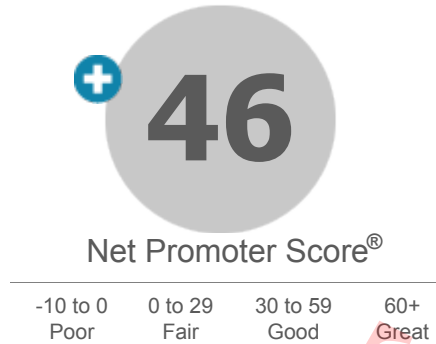 +
46
Net Promoter Score®
-10 to 0 0 to 29 30 to 59 60+
Poor Fair Good Great